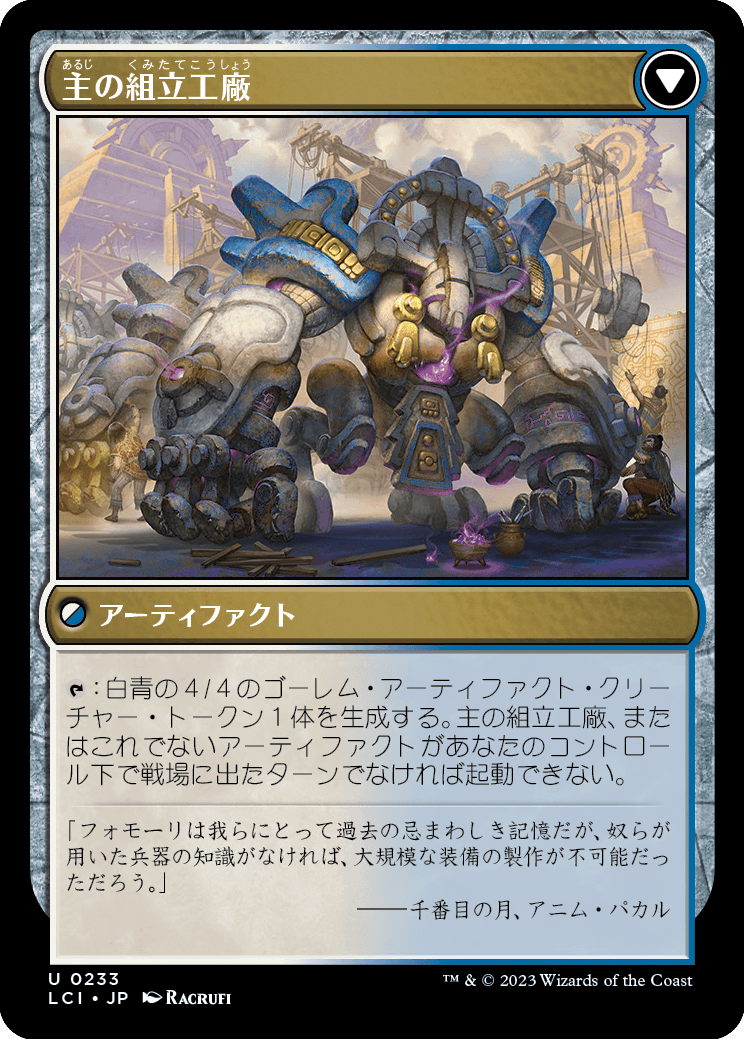 あるじ くみたてこうしょう
主の組立工廠
アーティファクト
：白青の４/４のゴーレム・アーティファクト・クリー
チャー・トークン１体を生成する。主の組立工廠、また
はこれでないアーティファクトがあなたのコントロー
ル下で戦場に出たターンでなければ起動できない。
「フォモーリは我らにとって過去の忌まわしき記憶だが、奴らが
用いた兵器の知識がなければ、大規模な装備の製作が不可能だっ
ただろう。」
――千番目の月、アニム・パカル
U 0233
LCI • JP RACRUFI
™ & © 2023 Wizards of the Coast